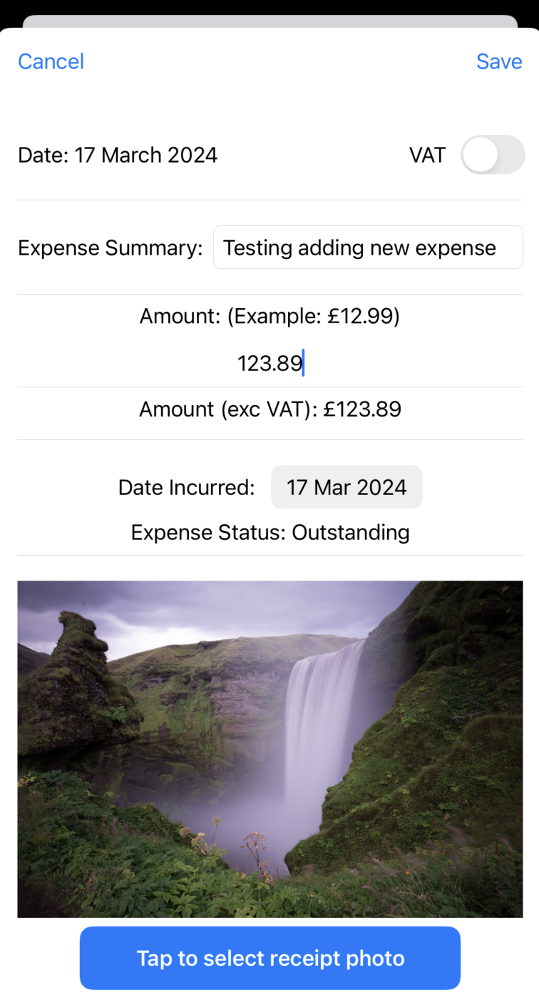 Cancel
Save
Date: 17 March 2024
VAT
Expense Summary:
Testing adding new expense
Amount: (Example: £12.99)
123.89
Amount (exc VAT): £123.89
Date Incurred:
17 Mar 2024
Expense Status: Outstanding
Tap to select receipt photo